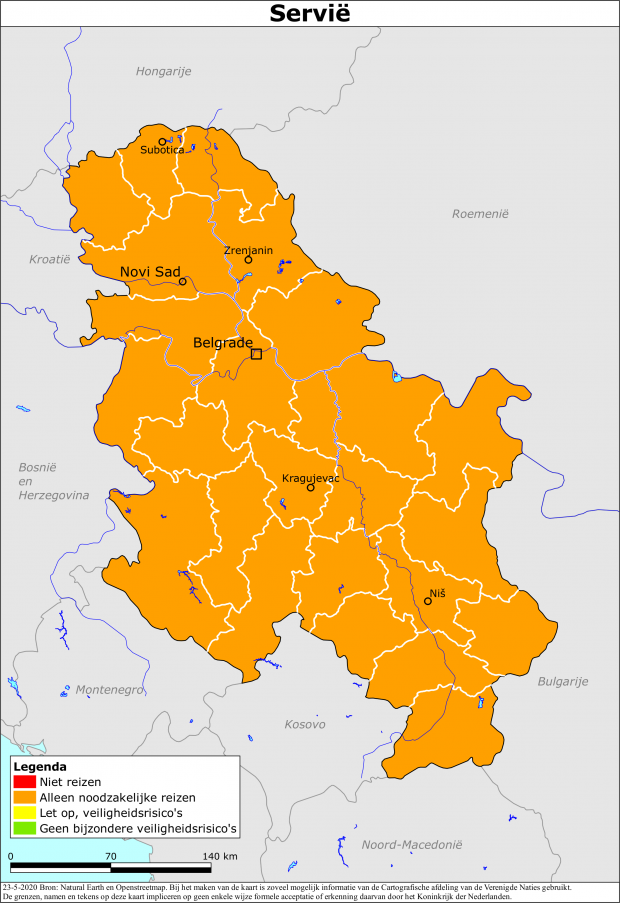 Servië
Hongarije
Subotica
Roemenië
Zrenjanin
Kroatië
Novi Sad
Belgrade
Bosnië
en
Herzegovina
Kragujevac
Niš
Montenegro
Bulgarije
Kosovo
Legenda
Niet reizen
Alleen noodzakelijke reizen
Let op, veiligheidsrisico's
Geen bijzondere veiligheidsrisico's
Noord-Macedonië
0 70 140 km
23-5-2020 Bron: Natural Earth en Openstreetmap. Bij het maken van de kaart is zoveel mogelijk informatie van de Cartografische afdeling van de Verenigde Naties gebruikt.
De grenzen, namen en tekens op deze kaart impliceren op geen enkele wijze formele acceptatie of erkenning daarvan door het Koninkrijk der Nederlanden.